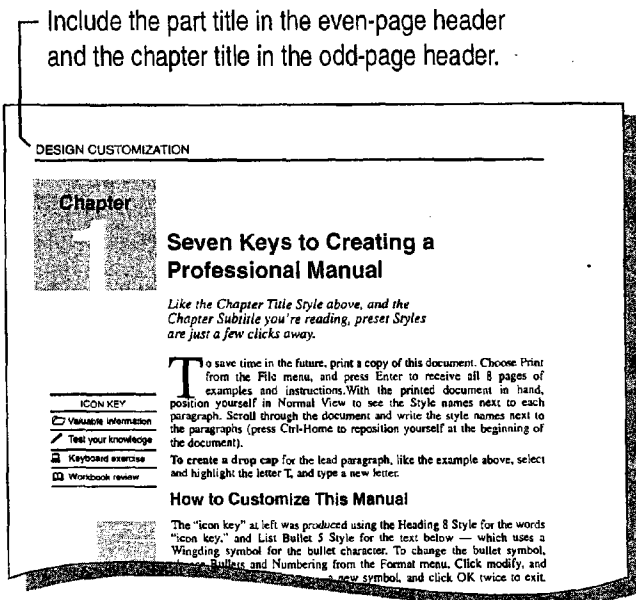 Include the part title in the even-page header
and the chapter title in the odd-page header.
DESIGN CUSTOMIZATION
Chapter
1
Seven Keys to Creating a
Professional Manual
Like the Chapter Title Style above, and the
Chapter Subtitle you're reading, preset Styles
are just a few clicks away.
To save time in the future, print a copy of this document. Choose Print
from the File menu, and press Enter to receive all 8 pages of
examples and instructions.With the printed document in hand,
position yourself in Normal View to see the Style names next to each
paragraph. Scroll through the document and write the style names next to
the paragraphs (press Ctrl-Home to reposition yourself at the beginning of
the document).
ICON KEY
Valuable information
Test your knowledge
Keyboard exercise
Workbook review
To create a drop cap for the lead paragraph, like the example above, select
and highlight the letter T, and type a new letter.
How to Customize This Manual
The “icon key” at left was produced using the Heading 8 Style for the words
“icon key,” and List Bullet 5 Style for the text below — which uses a
Wingding symbol for the bullet character. To change the bullet symbol,
Bullets and Numbering from the Format menu. Click modify, and
new symbol, and click OK twice to exit.